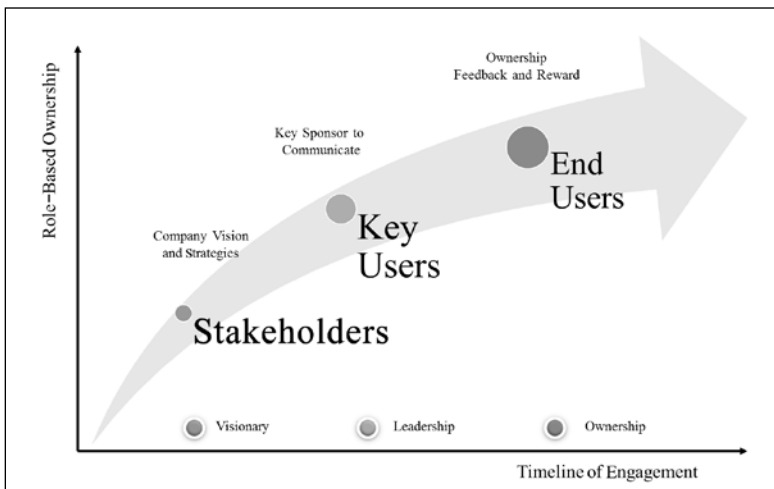 Ownership
Feedback and Reward
Key Sponsor to
Communicate
Company Vision
and Strategies
End
Users
Key
Users
Stakeholders
Role-Based Ownership
Visionary
Leadership
Ownership
Timeline of Engagement